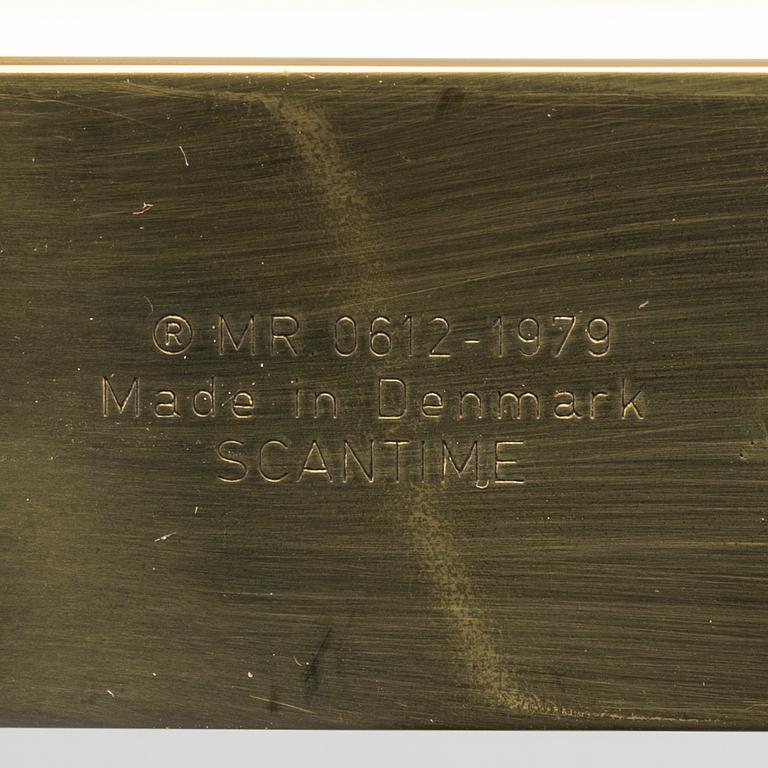 ® MR. 0612-1979
Made in Denmark
SCANTIME